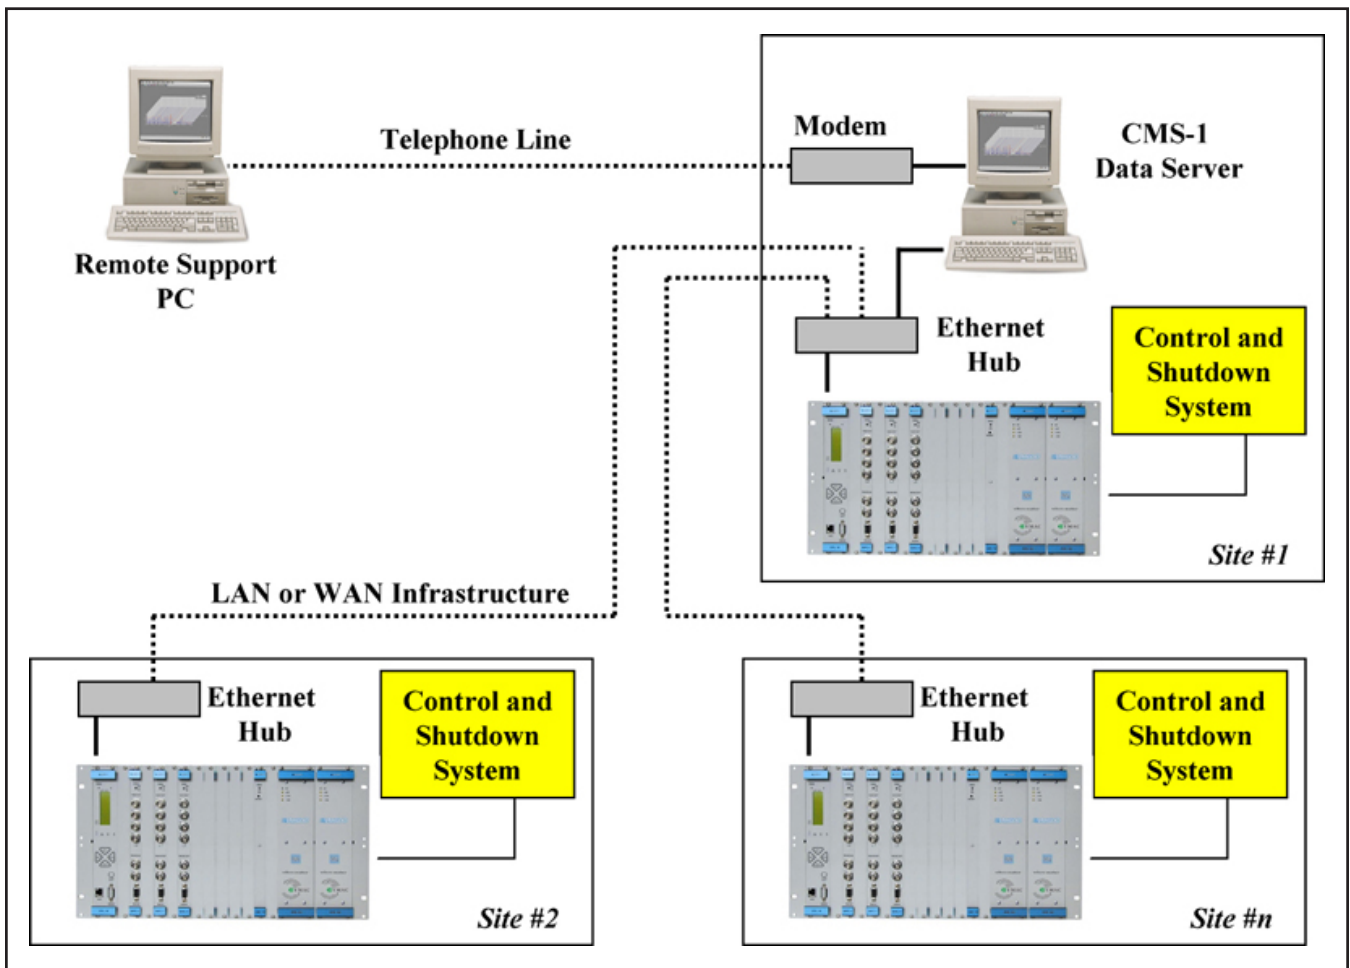 Telephone Line
Modem
CMS-1
Data Server
Remote Support
PC
Ethernet
Hub
Control and
Shutdown
System
Site #1
LAN or WAN Infrastructure
Ethernet
Hub
Control and
Shutdown
System
Site #2
Ethernet
Hub
Control and
Shutdown
System
Site #n